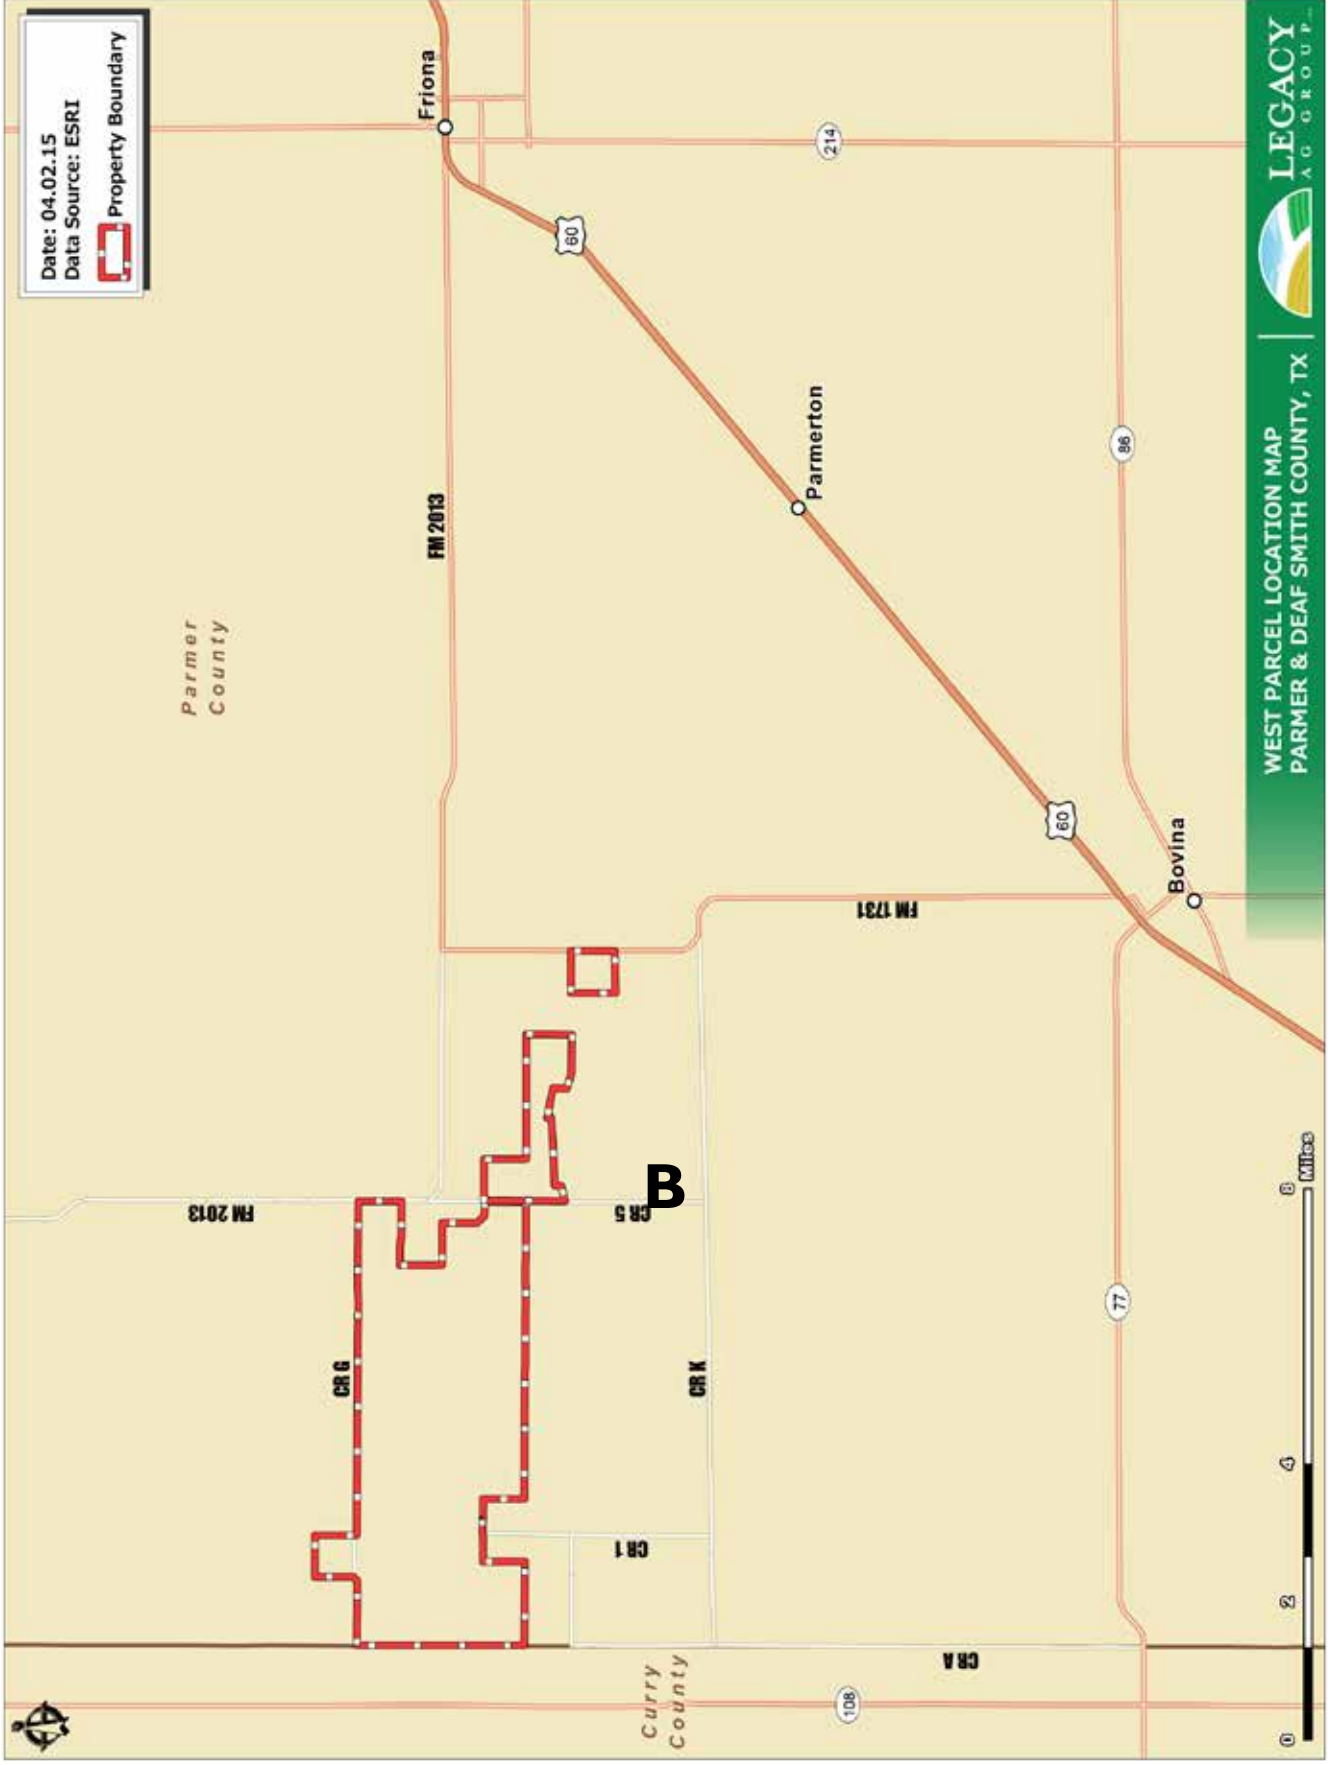 Date: 04.02.15
Data Source: ESRI
Property Boundary
Friona
60
214
Parmer
County
FM 2013
Parmerton
86
60
Bovina
FM 1731
FM 2013
CR 5
B
CR G
CR K
CR 1
77
CR A
Curry
County
108
0
2
4
8
Miles
WEST PARCEL LOCATION MAP
PARMER & DEAF SMITH COUNTY, TX
LEGACY
AG GROUP